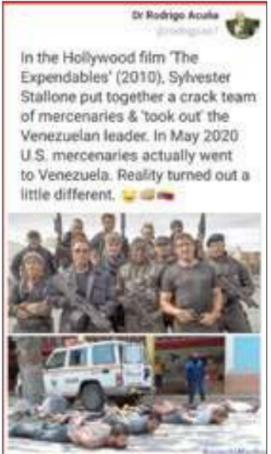 Dr Rodrigo Acuña
In the Hollywood film 'The
Expendables' (2010), Sylvester
Stallone put together a crack team
of mercenaries & 'took out' the
Venezuelan leader. In May 2020
U.S. mercenaries actually went
to Venezuela. Reality turned out a
little different.